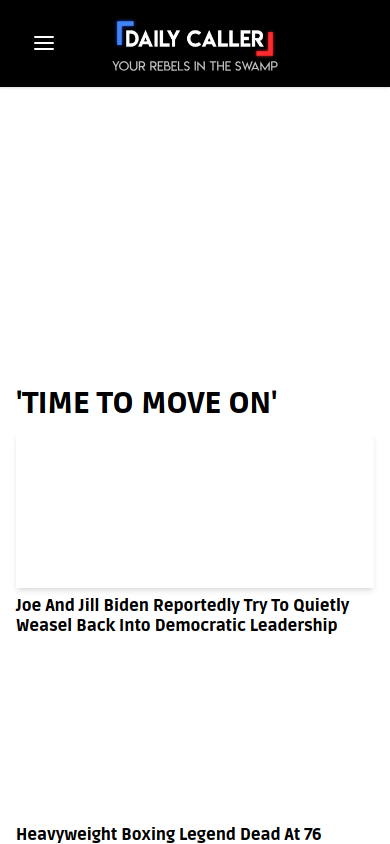 DAILY CALLER
YOUR REBELS IN THE SWAMP
'TIME TO MOVE ON'
Joe And Jill Biden Reportedly Try To Quietly
Weasel Back Into Democratic Leadership
Heavyweight Boxing Legend Dead At 76